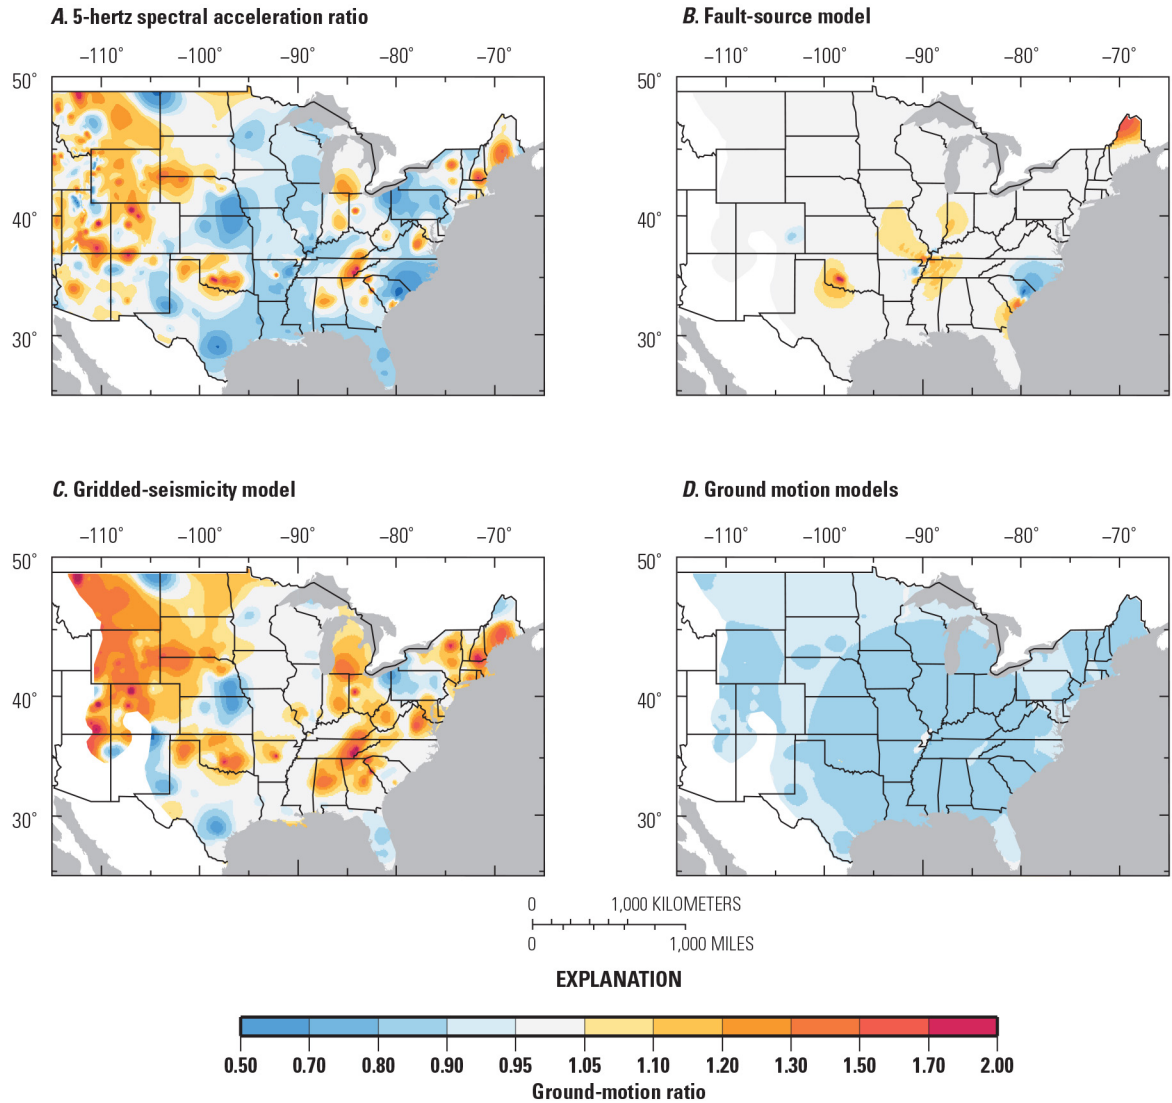 A. 5-hertz spectral acceleration ratio
−110° −100° −90° −80° −70°
50°
40°
30°
B. Fault-source model
−110° −100° −90° −80° −70°
50°
40°
30°
C. Gridded-seismicity model
−110° −100° −90° −80° −70°
50°
40°
30°
D. Ground motion models
−110° −100° −90° −80° −70°
50°
40°
30°
0 1,000 KILOMETERS
0 1,000 MILES
EXPLANATION
0.50 0.70 0.80 0.90 0.95 1.05 1.10 1.20 1.30 1.50 1.70 2.00
Ground-motion ratio